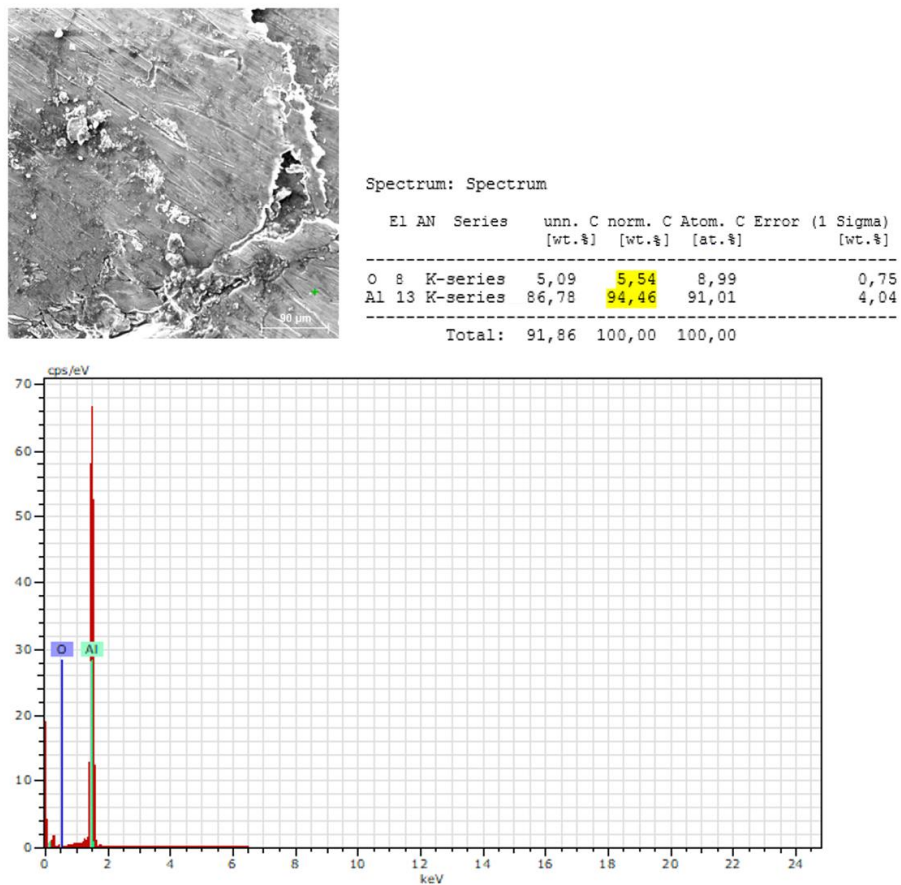 90 µm
Spectrum: Spectrum
El AN Series unn. C norm. C Atom. C Error (1 Sigma)
[wt.%] [wt.%] [at.%] [wt.%]
O 8 K-series 5,09 5,54 8,99 0,75
Al 13 K-series 86,78 94,46 91,01 4,04
Total: 91,86 100,00 100,00
cps/eV
70
60
50
40
30
20
10
0
O Al
0 2 4 6 8 10 12 14 16 18 20 22 24
keV